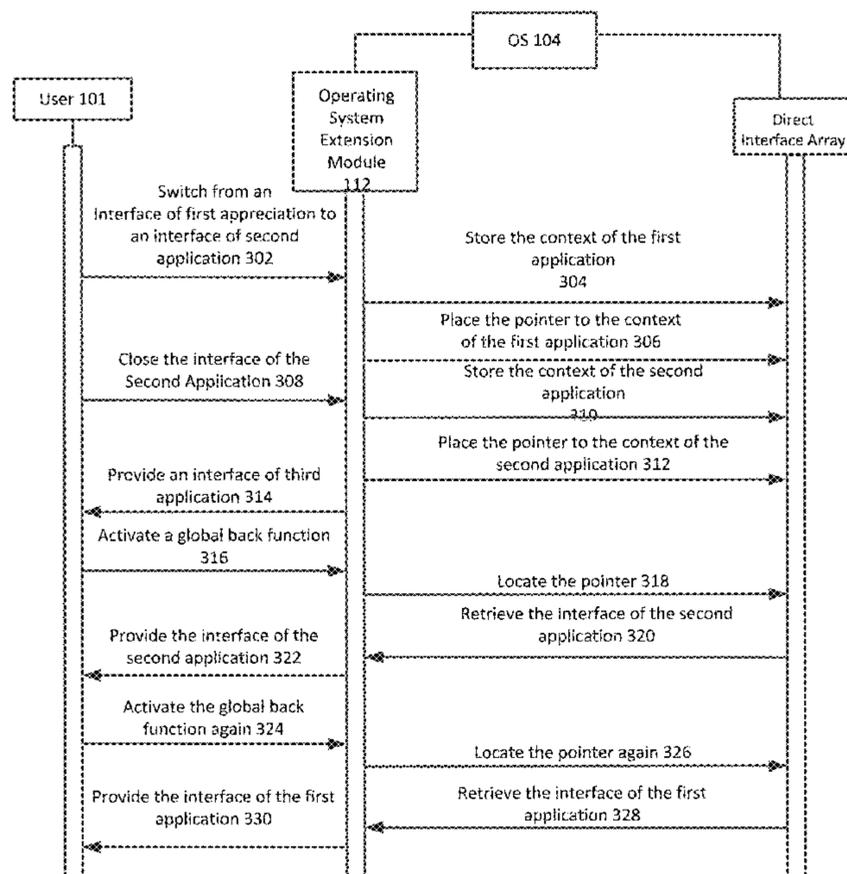 OS 104
User 101
Operating
System
Extension
Module
112
Direct
Interface Array
Switch from an
interface of first appreciation to
an interface of second
application 302
Store the context of the first
application
304
Place the pointer to the context
of the first application 306
Close the interface of the
Second Application 308
Store the context of the second
application
310
Place the pointer to the context of the
second application 312
Provide an interface of third
application 314
Activate a global back function
316
Locate the pointer 318
Retrieve the interface of the second
application 320
Provide the interface of the
second application 322
Activate the global back
function again 324
Locate the pointer again 326
Retrieve the interface of the first
application 328
Provide the interface of the first
application 330